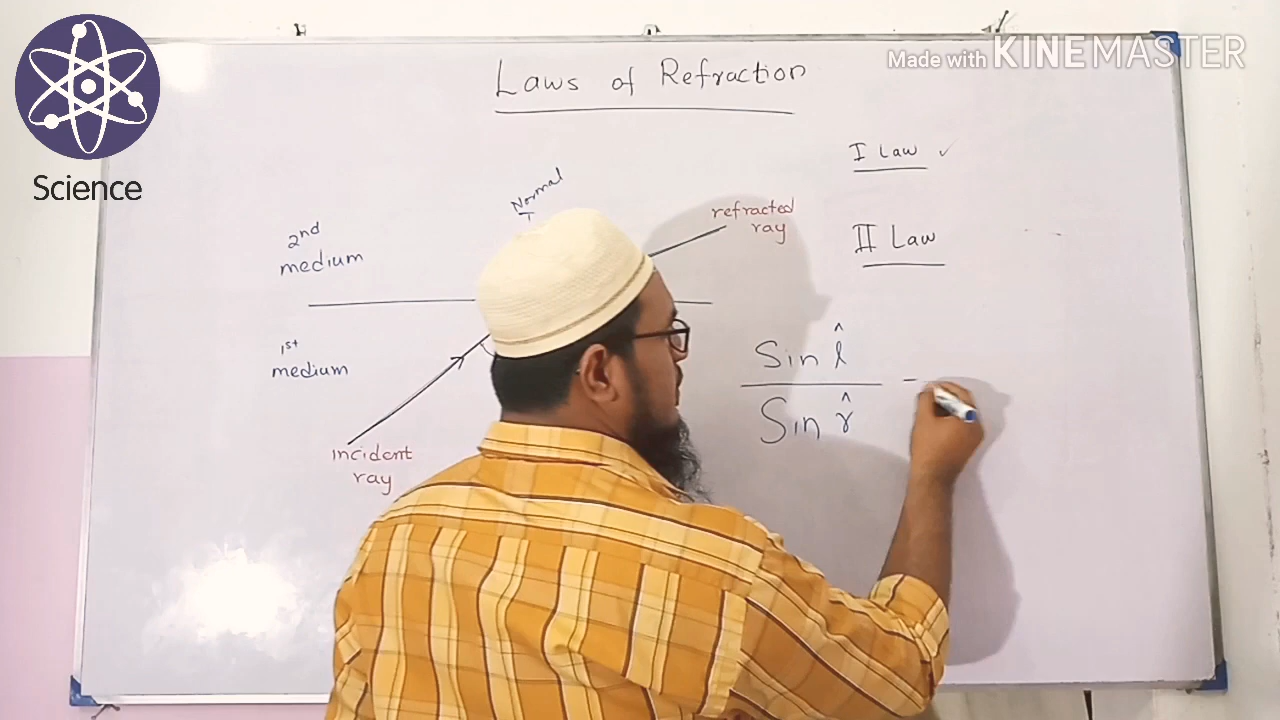 Science
Made with KINEMASTER
Laws of Refraction
I Law ✓
II Law
Normal
refracted
ray
2nd
medium
1st
medium
incident
ray
Sin î
Sin r̂